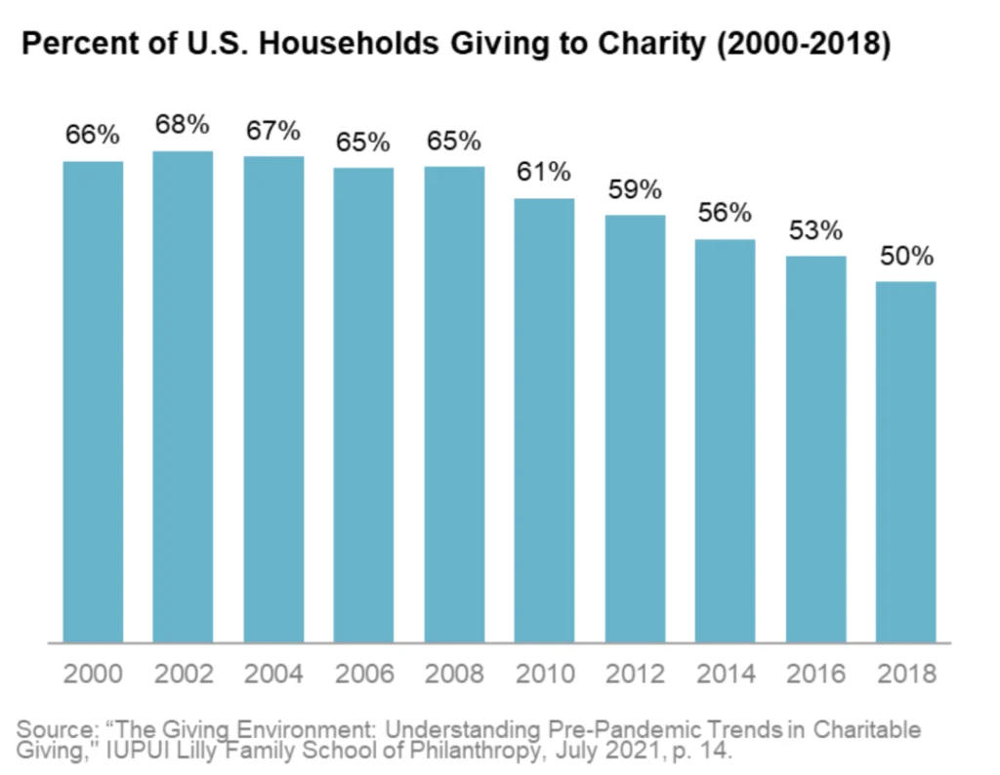 Percent of U.S. Households Giving to Charity (2000-2018)
66% 68% 67% 65% 65% 61% 59% 56% 53% 50%
2000 2002 2004 2006 2008 2010 2012 2014 2016 2018
Source: “The Giving Environment: Understanding Pre-Pandemic Trends in Charitable
Giving," IUPUI Lilly Family School of Philanthropy, July 2021, p. 14.